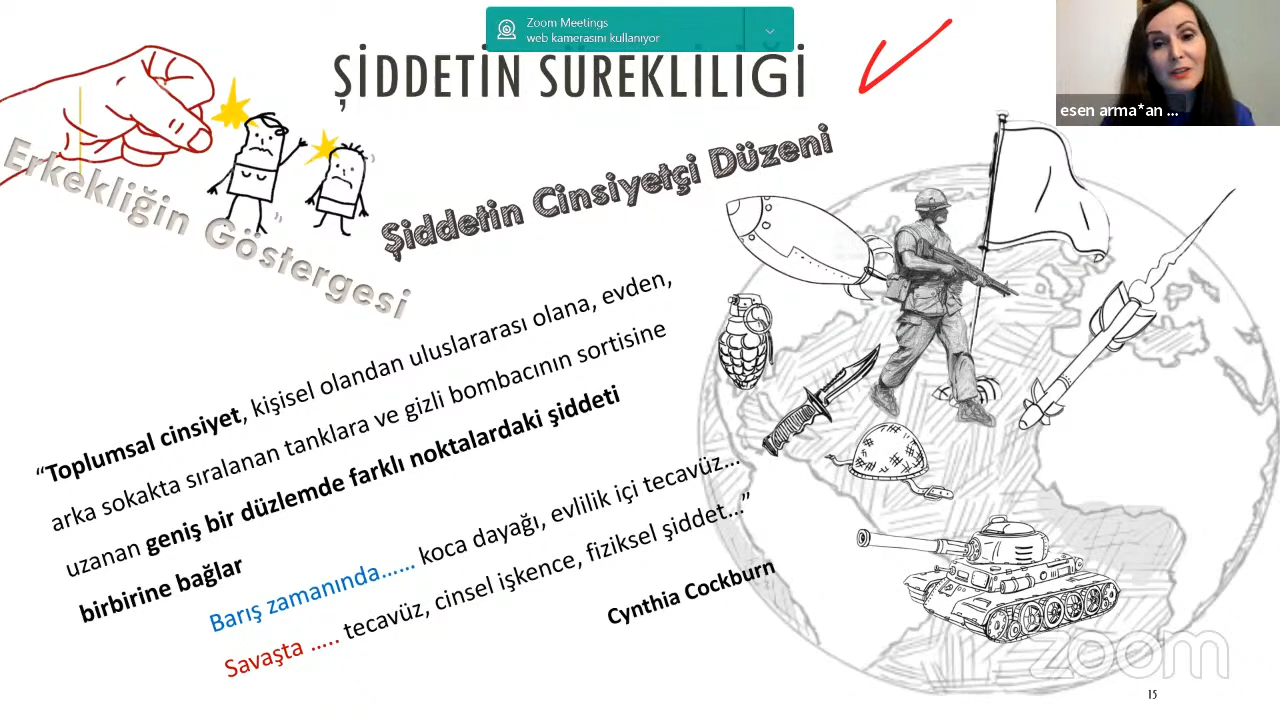 Zoom Meetings
web kamerasını kullanıyor
ŞİDDETİN SÜREKLİLİĞİ
esen arma*an ...
Erkekliğin Göstergesi
Şiddetin Cinsiyetçi Düzeni
“Toplumsal cinsiyet, kişisel olandan uluslararası olana, evden,
arka sokakta sıralanan tanklara ve gizli bombacının sortisine
uzanan geniş bir düzlemde farklı noktalardaki şiddeti
birbirine bağlar
Barış zamanında...... koca dayağı, evlilik içi tecavüz...
Savaşta ..... tecavüz, cinsel işkence, fiziksel şiddet...”
Cynthia Cockburn
zoom
15